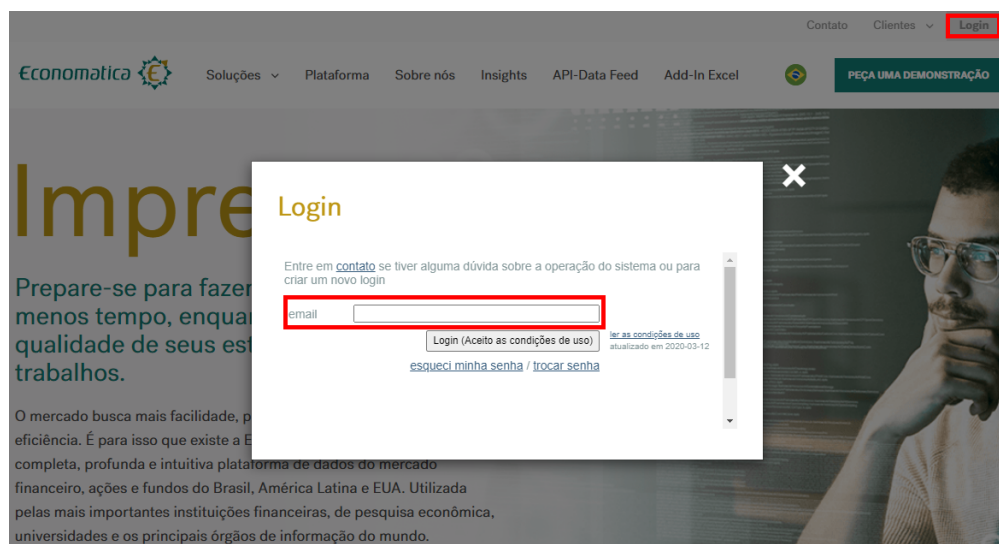 Contato Clientes Login
Economatica Soluções Plataforma Sobre nós Insights API-Data Feed Add-In Excel PEÇA UMA DEMONSTRAÇÃO
Impre
Prepare-se para fazer
menos tempo, enquan
qualidade de seus est
trabalhos.
O mercado busca mais facilidade, p
eficiência. É para isso que existe a E
completa, profunda e intuitiva plataforma de dados do mercado
financeiro, ações e fundos do Brasil, América Latina e EUA. Utilizada
pelas mais importantes instituições financeiras, de pesquisa econômica,
universidades e os principais órgãos de informação do mundo.
Login
Entre em contato se tiver alguma dúvida sobre a operação do sistema ou para
criar um novo login
email
Login (Aceito as condições de uso) ler as condições de uso
atualizado em 2020-03-12
esqueci minha senha / trocar senha